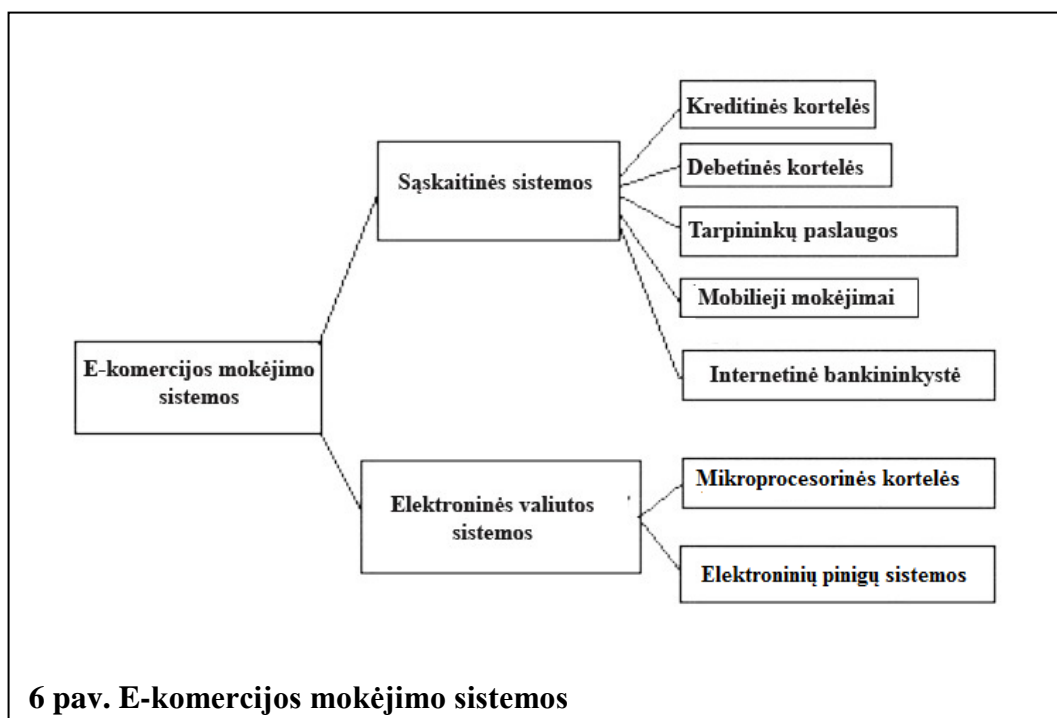 Kreditinės kortelės
Sąskaitinės sistemos
Debetinės kortelės
Tarpininkų paslaugos
Mobilieji mokėjimai
E-komercijos mokėjimo
sistemos
Internetinė bankininkystė
Elektroninės valiutos
sistemos
Mikroprocesorinės kortelės
Elektroninių pinigų sistemos
6 pav. E-komercijos mokėjimo sistemos